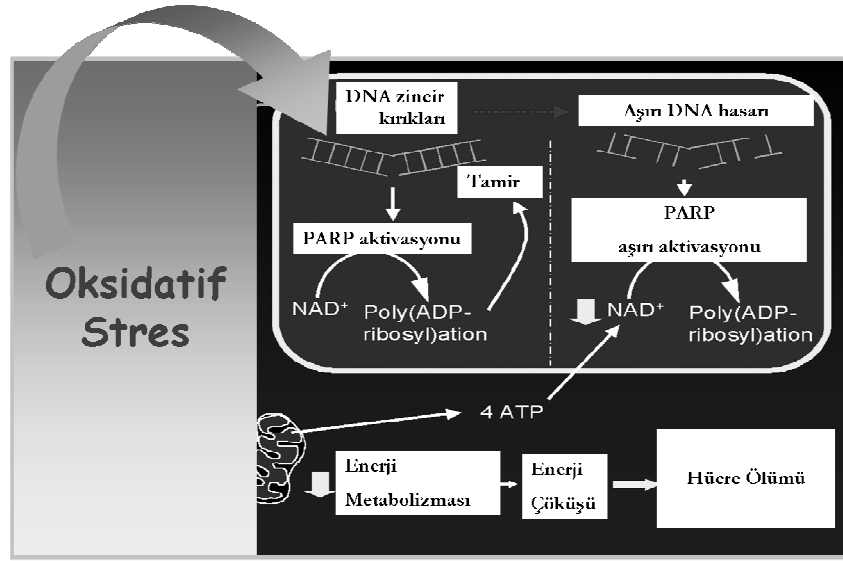 Oksidatif
Stres
DNA zincir
kırıkları
Aşırı DNA hasarı
Tamir
PARP aktivasyonu
PARP
aşırı aktivasyonu
NAD+
Poly(ADP-
ribosyl)ation
NAD+
Poly(ADP-
ribosyl)ation
4 ATP
Enerji
Metabolizması
Enerji
Çöküşü
Hücre Ölümü